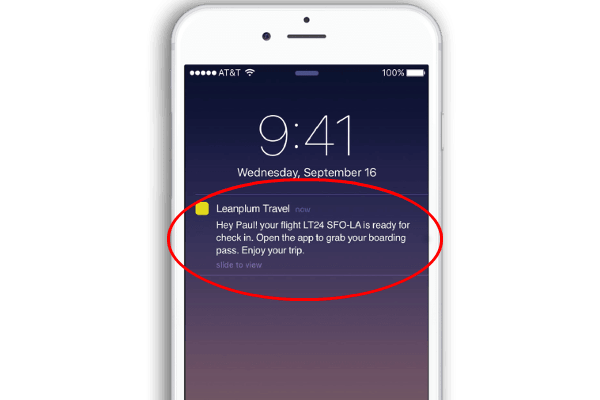 AT&T 100%
9:41
Wednesday, September 16
Leanplum Travel now
Hey Paul! your flight LT24 SFO-LA is ready for
check in. Open the app to grab your boarding
pass. Enjoy your trip.
slide to view